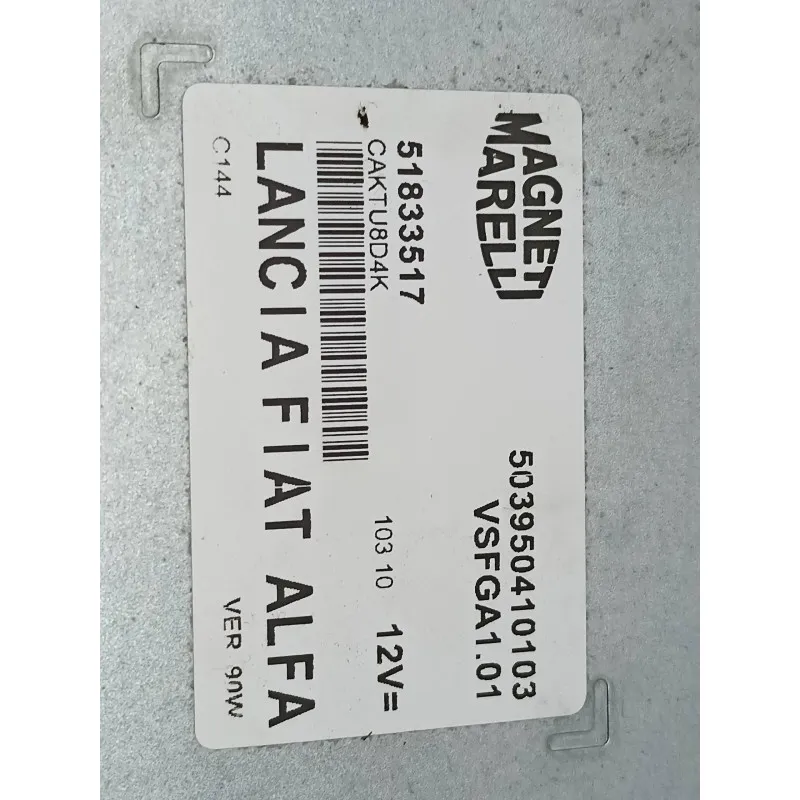 MAGNETI
MARELLI
503950410103
VSFGA1.01
51833517
CAKTU8D4K
103 10
12V=
LANCIA FIAT ALFA
C144
VER 90W